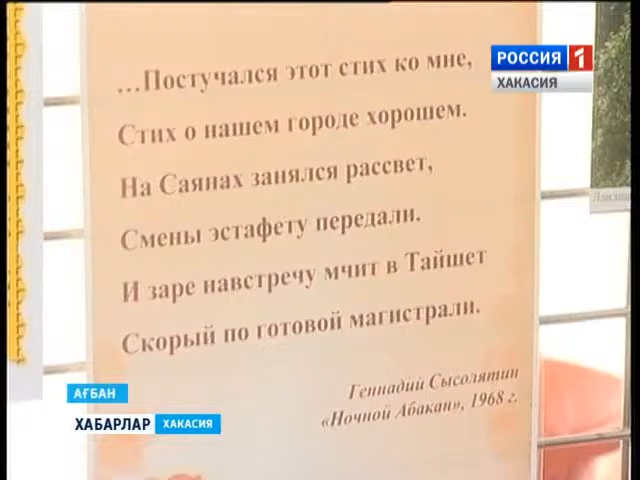 …Постучался этот стих ко мне,
Стих о нашем городе хорошем.
На Саянах занялся рассвет,
Смены эстафету передали.
И заре навстречу мчит в Тайшет
Скорый по готовой магистрали.
Геннадий Сысолятин
«Ночной Абакан», 1968 г.
РОССИЯ 1
ХАКАСИЯ
АҒБАН
ХАБАРЛАР ХАКАСИЯ